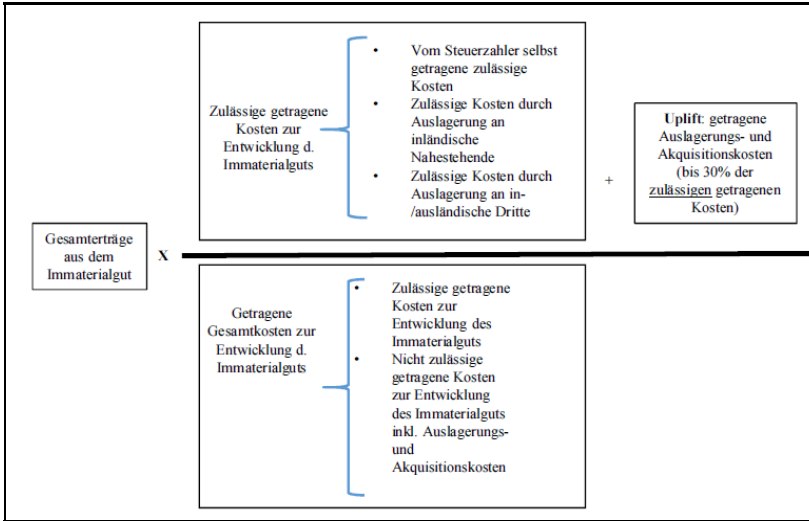 Zulässige getragene
Kosten zur
Entwicklung d.
Immaterialguts
• Vom Steuerzahler selbst
getragene zulässige
Kosten
• Zulässige Kosten durch
Auslagerung an
inländische
Nahestehende
• Zulässige Kosten durch
Auslagerung an in-
/ausländische Dritte
+
Uplift: getragene
Auslagerungs- und
Akquisitionskosten
(bis 30% der
zulässigen getragenen
Kosten)
Gesamterträge
aus dem
Immaterialgut
X
Getragene
Gesamtkosten zur
Entwicklung d.
Immaterialguts
• Zulässige getragene
Kosten zur
Entwicklung des
Immaterialguts
• Nicht zulässige
getragene Kosten
zur Entwicklung
des Immaterialguts
inkl. Auslagerungs-
und
Akquisitionskosten